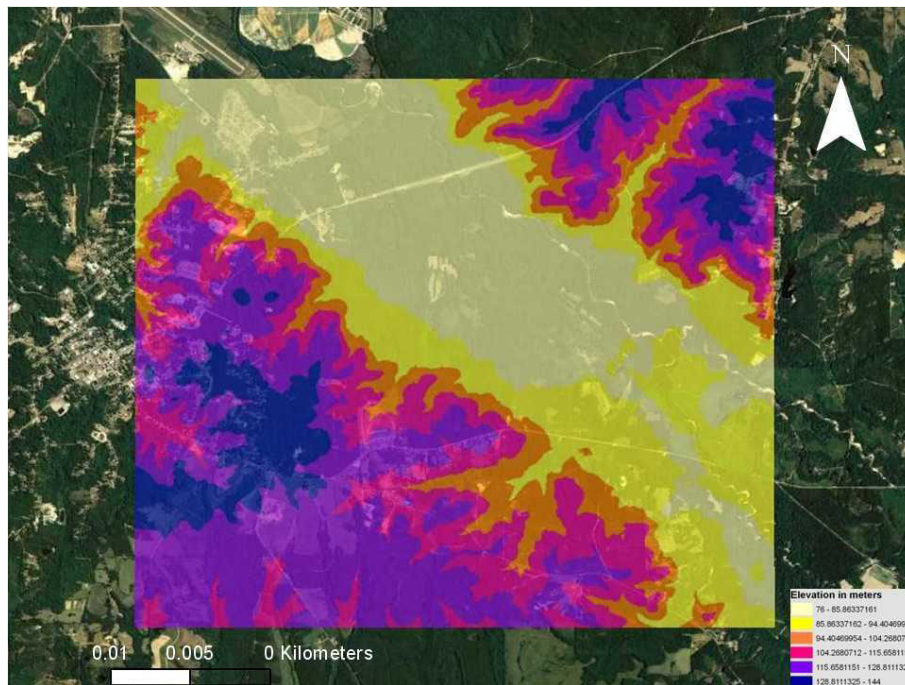 N
Elevation in meters
76 - 85.86337161
85.86337162 - 94.4046995
94.40469954 - 104.26807
104.2680712 - 115.65811
115.6581151 - 128.81113
128.8111325 - 144
0.01 0.005 0 Kilometers